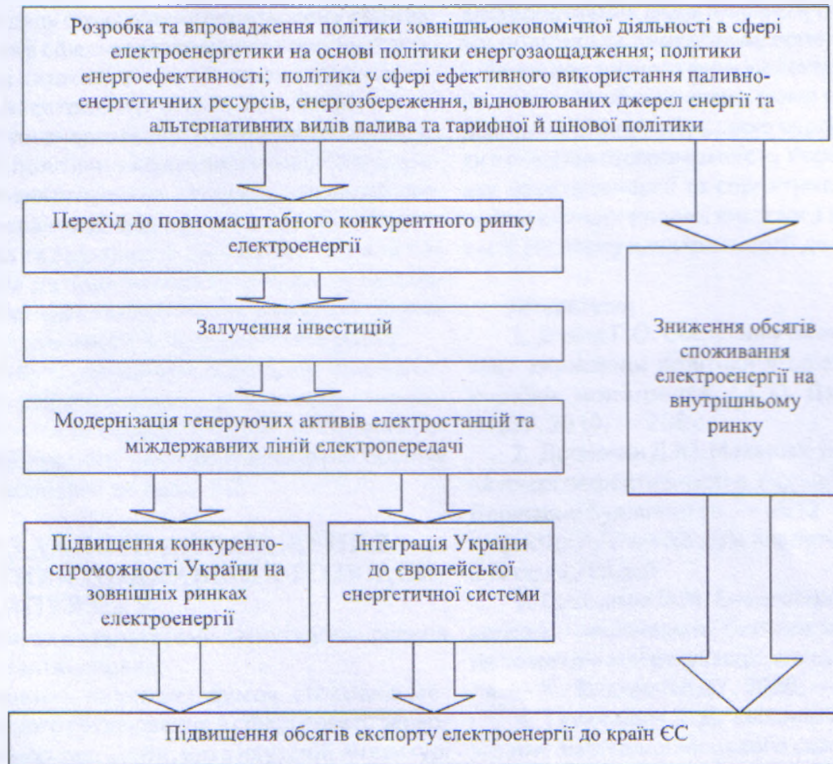 Розробка та впровадження політики зовнішньоекономічної діяльності в сфері
електроенергетики на основі політики енергозаощадження; політики
енергоефективності; політика у сфері ефективного використання паливно-
енергетичних ресурсів, енергозбереження, відновлюваних джерел енергії та
альтернативних видів палива та тарифної й цінової політики
Перехід до повномасштабного конкурентного ринку
електроенергії
Залучення інвестицій
Зниження обсягів
споживання
електроенергії на
внутрішньому
ринку
Модернізація генеруючих активів електростанцій та
міждержавних ліній електропередачі
Підвищення конкуренто-
спроможності України на
зовнішніх ринках
електроенергії
Інтеграція України
до європейської
енергетичної системи
Підвищення обсягів експорту електроенергії до країн ЄС